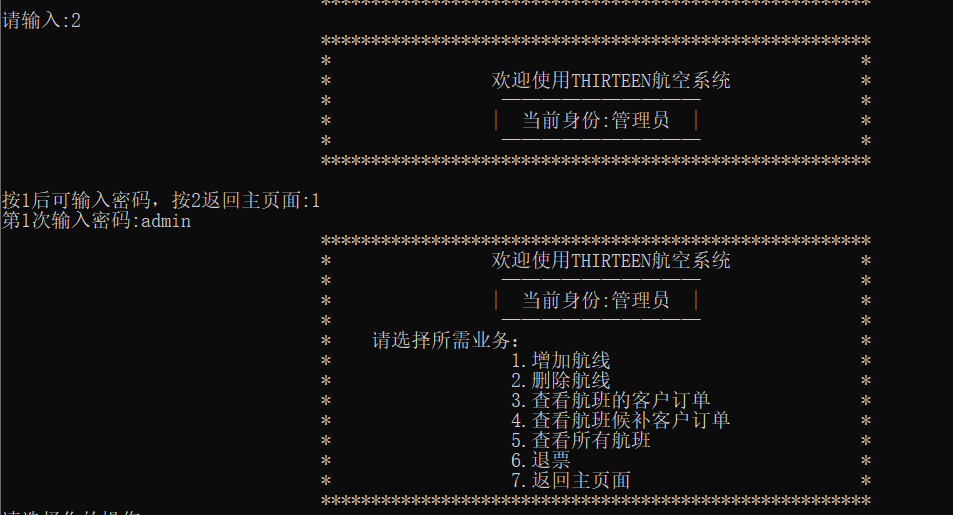 *******************************************************
请输入:2
*******************************************************
* *
* 欢迎使用THIRTEEN航空系统 *
* —————————— *
* | 当前身份:管理员 | *
* —————————— *
*******************************************************
按1后可输入密码，按2返回主页面:1
第1次输入密码:admin
*******************************************************
* 欢迎使用THIRTEEN航空系统 *
* —————————— *
* | 当前身份:管理员 | *
* —————————— *
* 请选择所需业务： *
* 1.增加航线 *
* 2.删除航线 *
* 3.查看航班的客户订单 *
* 4.查看航班候补客户订单 *
* 5.查看所有航班 *
* 6.退票 *
* 7.返回主页面 *
*******************************************************